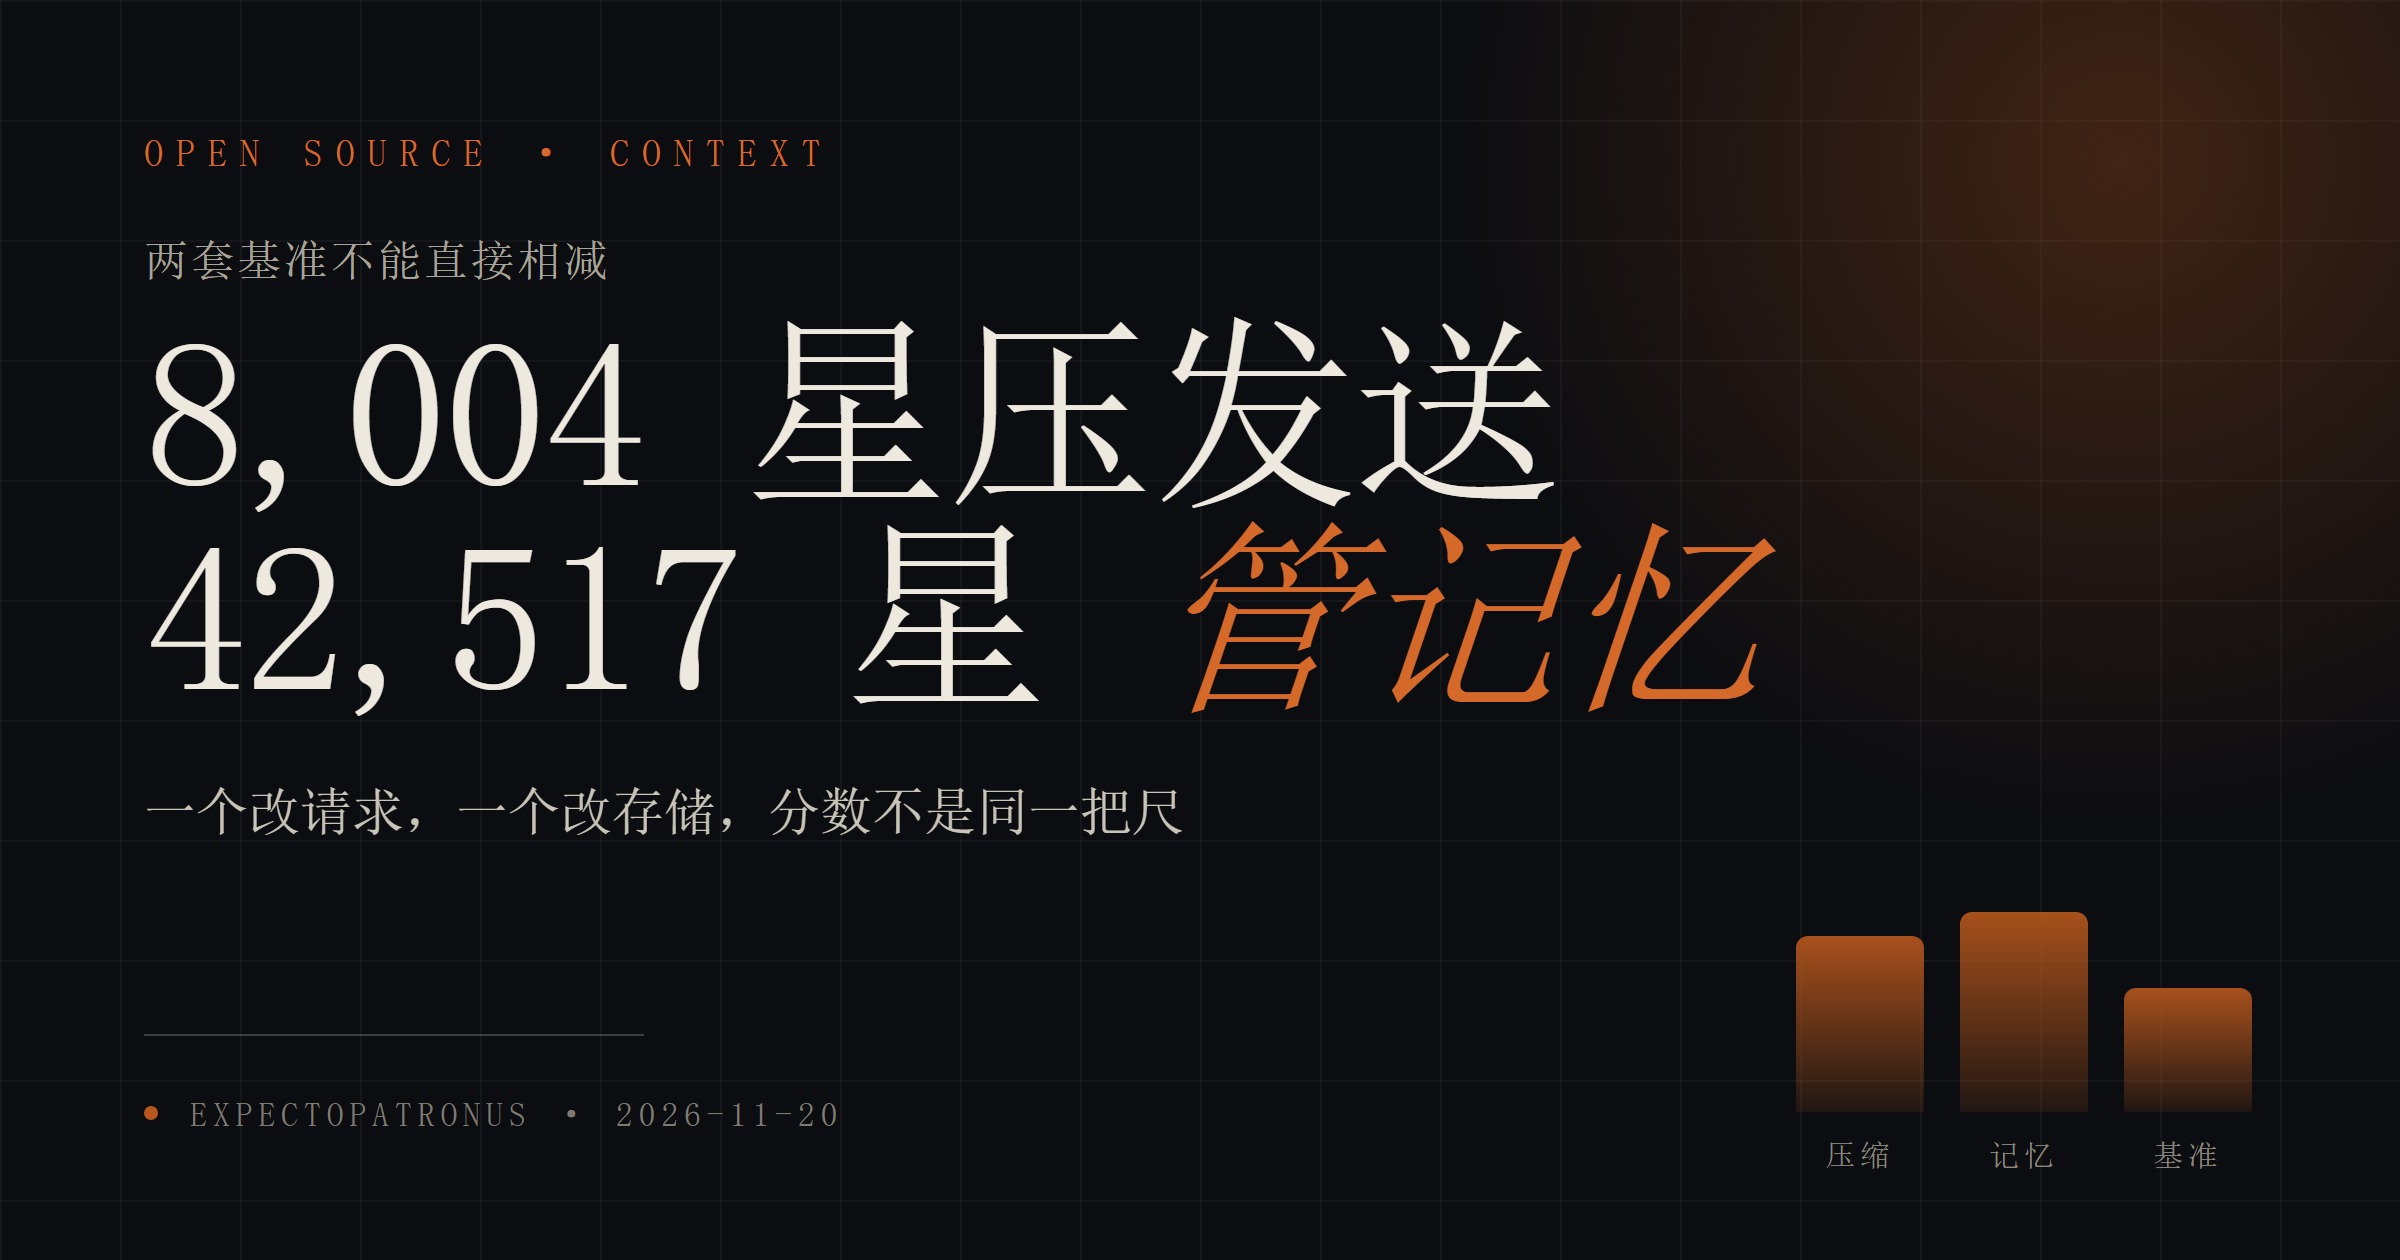 OPEN SOURCE • CONTEXT
两套基准不能直接相减
8,004 星压发送
42,517 星 管记忆
一个改请求，一个改存储，分数不是同一把尺
EXPECTOPATRONUS • 2026-11-20
压缩 记忆 基准